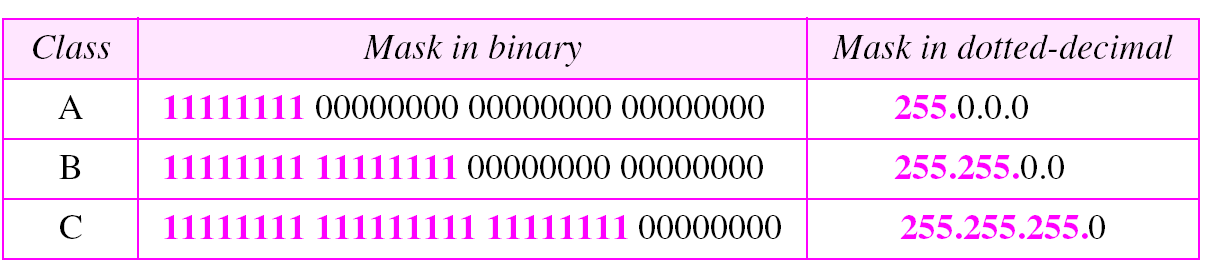 Class Mask in binary Mask in dotted-decimal
A 11111111 00000000 00000000 00000000 255.0.0.0
B 11111111 11111111 00000000 00000000 255.255.0.0
C 11111111 111111111 11111111 00000000 255.255.255.0